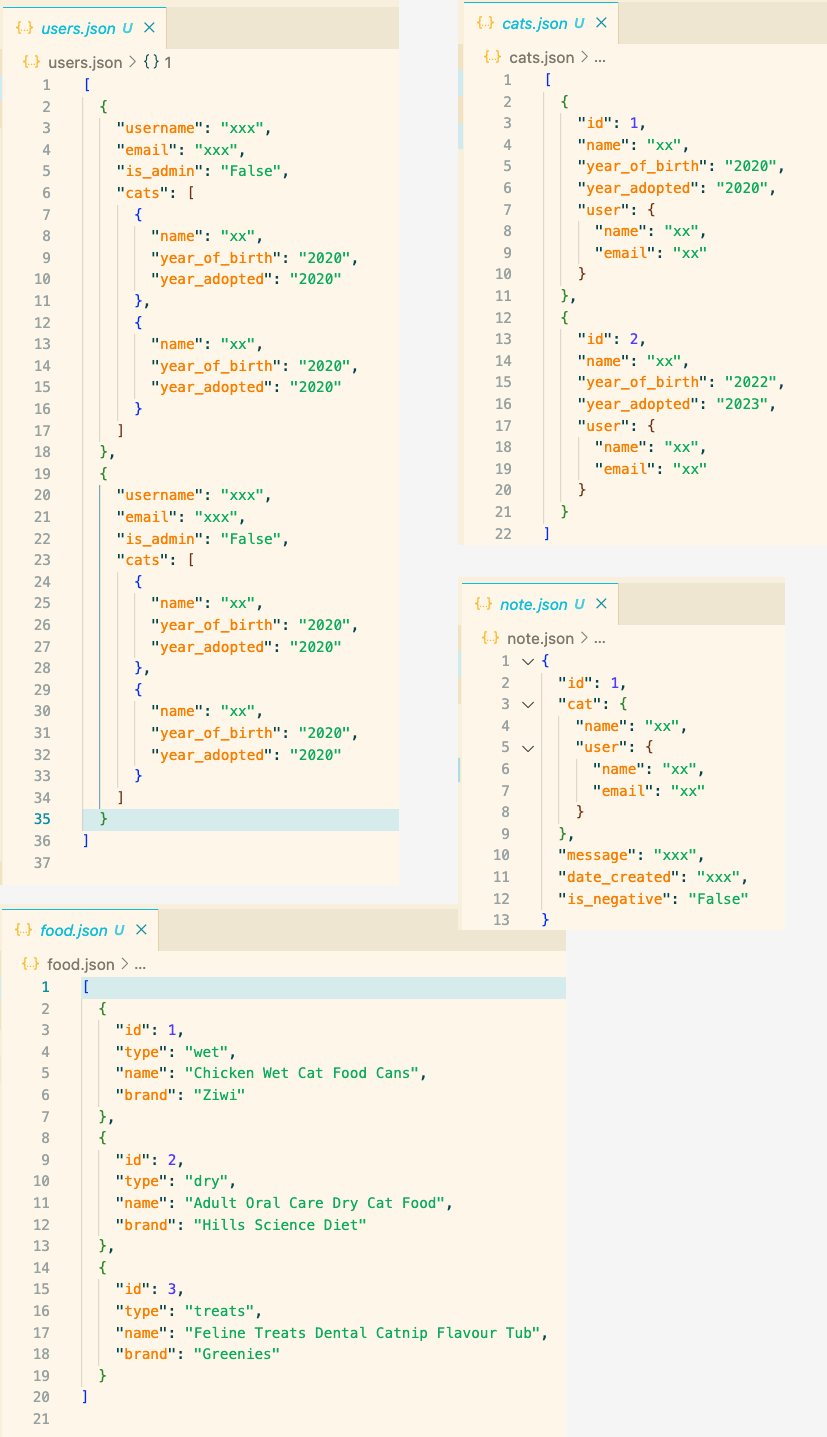 users.json U ×
users.json > {} 1
1 [
2 {
3 "username": "xxx",
4 "email": "xxx",
5 "is_admin": "False",
6 "cats": [
7 {
8 "name": "xx",
9 "year_of_birth": "2020",
10 "year_adopted": "2020"
11 },
12 {
13 "name": "xx",
14 "year_of_birth": "2020",
15 "year_adopted": "2020"
16 }
17 ]
18 },
19 {
20 "username": "xxx",
21 "email": "xxx",
22 "is_admin": "False",
23 "cats": [
24 {
25 "name": "xx",
26 "year_of_birth": "2020",
27 "year_adopted": "2020"
28 },
29 {
30 "name": "xx",
31 "year_of_birth": "2020",
32 "year_adopted": "2020"
33 }
34 ]
35 }
36 ]
37
cats.json U ×
cats.json > ...
1 [
2 {
3 "id": 1,
4 "name": "xx",
5 "year_of_birth": "2020",
6 "year_adopted": "2020",
7 "user": {
8 "name": "xx",
9 "email": "xx"
10 }
11 },
12 {
13 "id": 2,
14 "name": "xx",
15 "year_of_birth": "2022",
16 "year_adopted": "2023",
17 "user": {
18 "name": "xx",
19 "email": "xx"
20 }
21 }
22 ]
note.json U ×
note.json > ...
1 {
2 "id": 1,
3 "cat": {
4 "name": "xx",
5 "user": {
6 "name": "xx",
7 "email": "xx"
8 }
9 },
10 "message": "xxx",
11 "date_created": "xxx",
12 "is_negative": "False"
13 }
food.json U ×
food.json > ...
1 [
2 {
3 "id": 1,
4 "type": "wet",
5 "name": "Chicken Wet Cat Food Cans",
6 "brand": "Ziwi"
7 },
8 {
9 "id": 2,
10 "type": "dry",
11 "name": "Adult Oral Care Dry Cat Food",
12 "brand": "Hills Science Diet"
13 },
14 {
15 "id": 3,
16 "type": "treats",
17 "name": "Feline Treats Dental Catnip Flavour Tub",
18 "brand": "Greenies"
19 }
20 ]
21